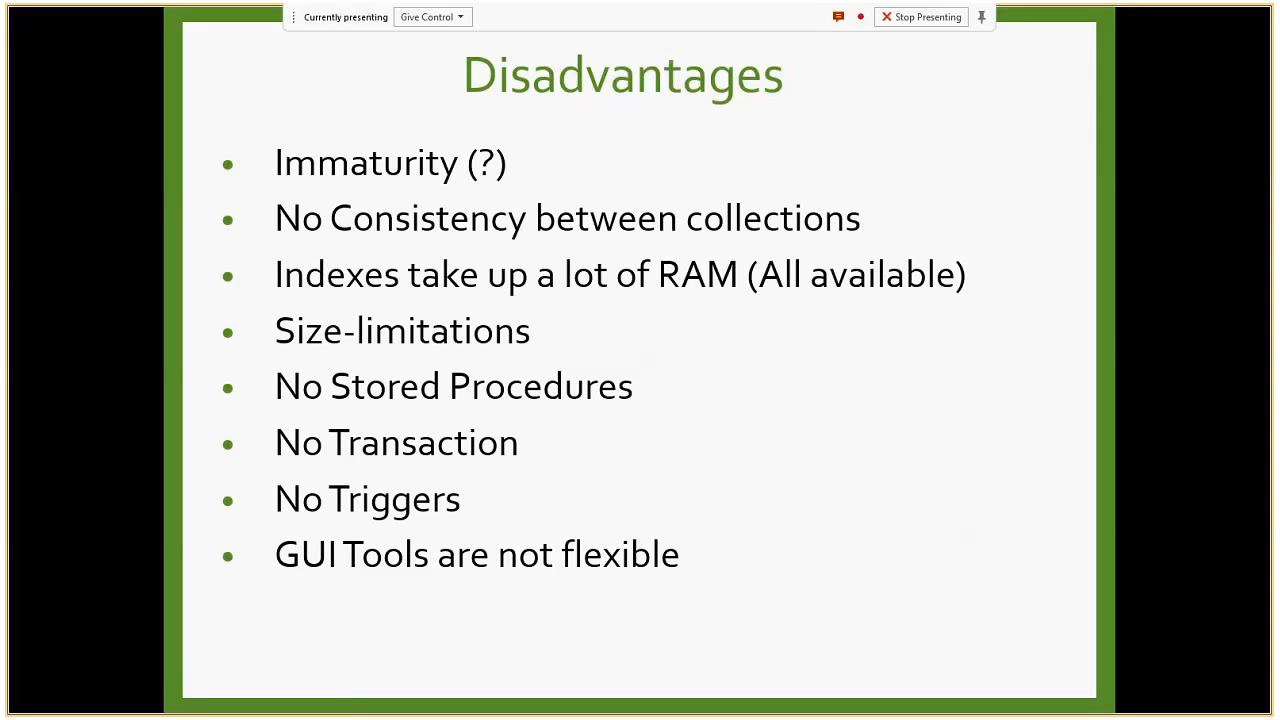 Currently presenting Give Control Stop Presenting
Disadvantages
Immaturity (?)
No Consistency between collections
Indexes take up a lot of RAM (All available)
Size-limitations
No Stored Procedures
No Transaction
No Triggers
GUI Tools are not flexible